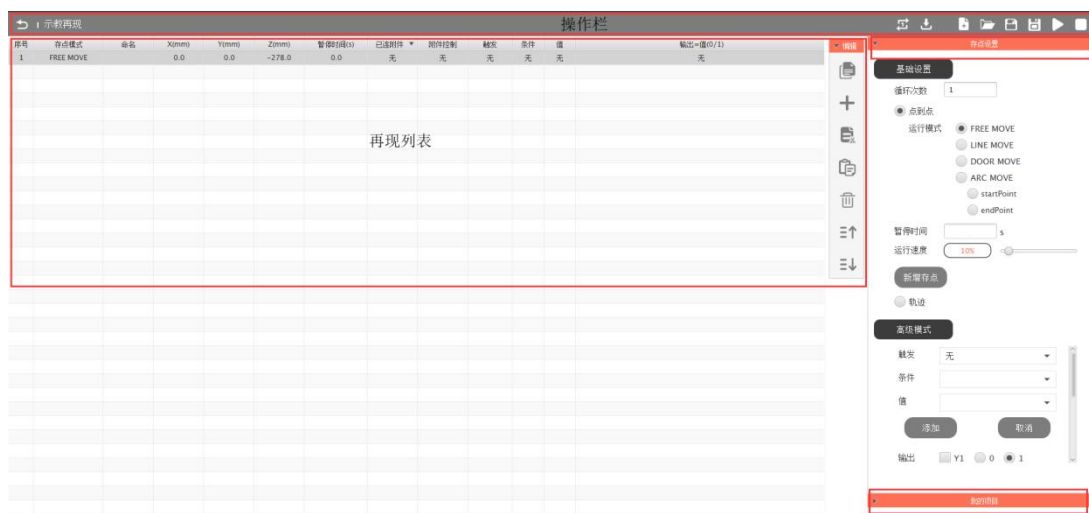 示教再现 操作栏
序号 存点模式 命名 X(mm) Y(mm) Z(mm) 暂停时间(s) 已连附件 附件控制 触发 条件 值 输出=值(0/1) 编辑 存点设置
1 FREE MOVE 0.0 0.0 -278.0 0.0 无 无 无 无 无 无
基础设置
循环次数 1
点到点
运行模式 FREE MOVE
LINE MOVE
再现列表
DOOR MOVE
ARC MOVE
startPoint
endPoint
暂停时间 s
运行速度 10%
新增存点
轨迹
高级模式
触发 无
条件
值
添加 取消
输出 Y1 0 1
我的项目